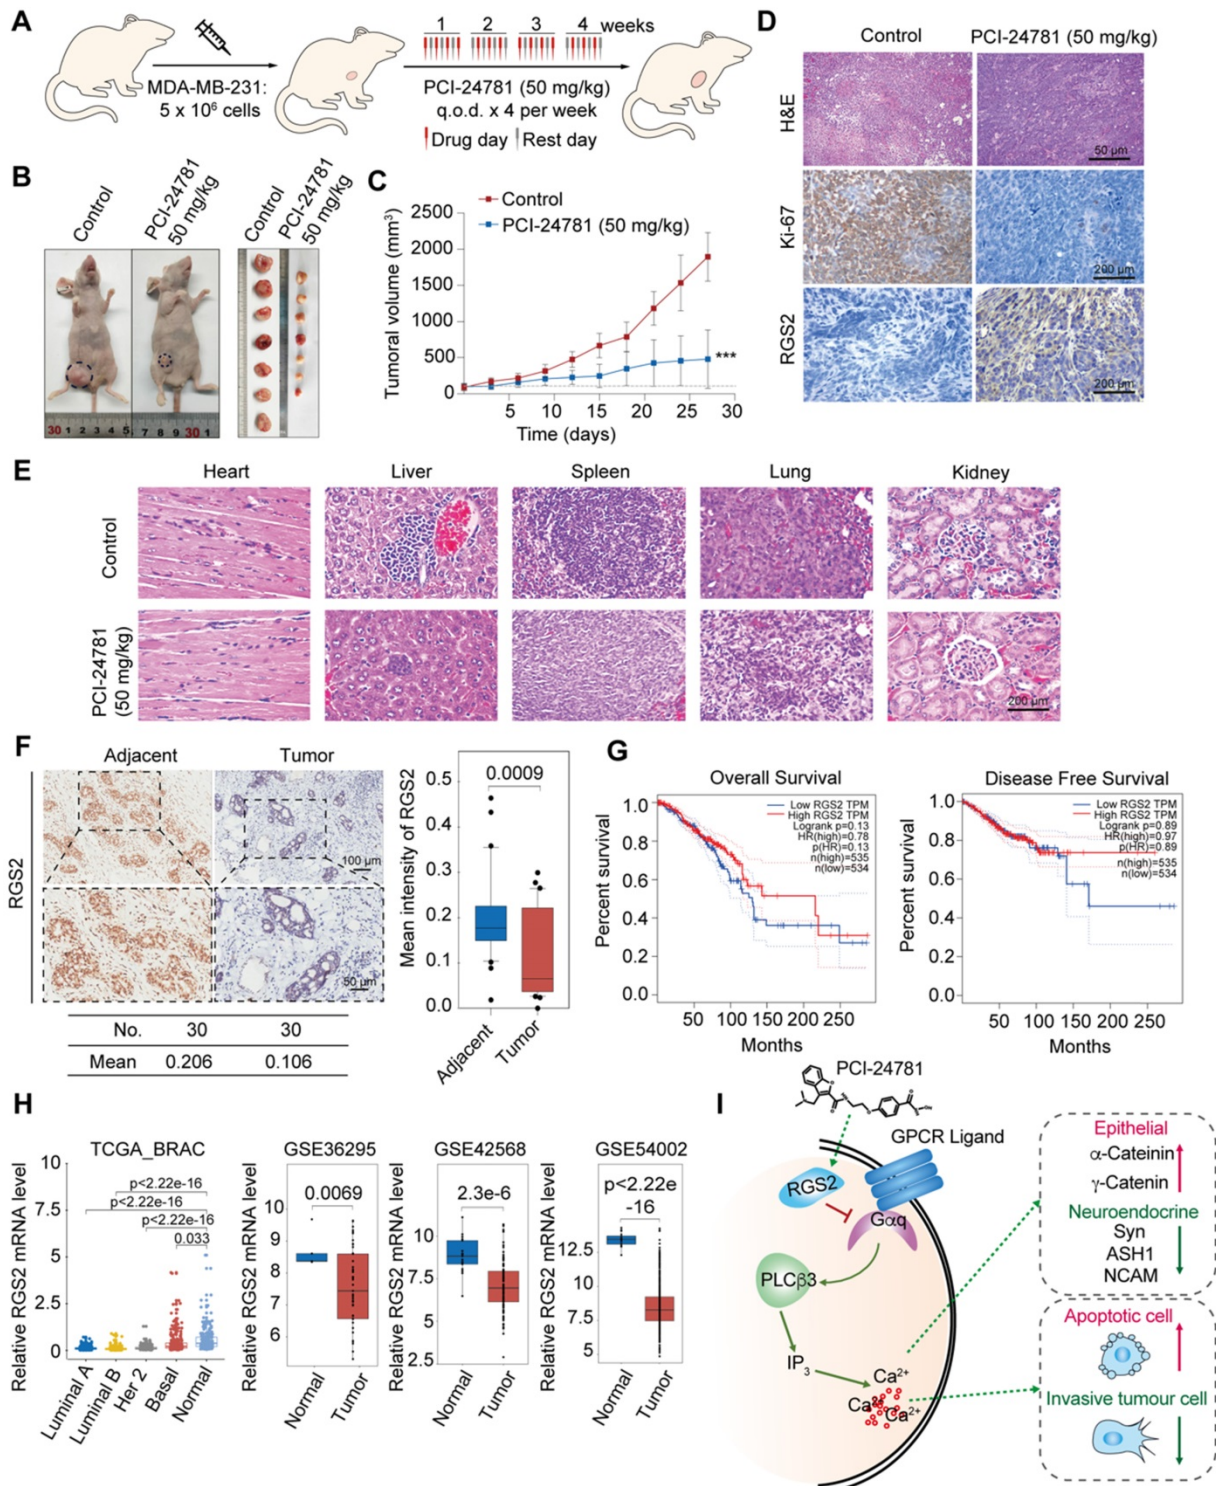 A
1 2 3 4 weeks
MDA-MB-231:
5 x 10⁶ cells
PCI-24781 (50 mg/kg)
q.o.d. x 4 per week
Drug day Rest day
B
Control
PCI-24781
50 mg/kg
Control
PCI-24781
50 mg/kg
30 1 2 3 4 5 7 8 9 30 1
C
Control
PCI-24781 (50 mg/kg)
Tumoral volume (mm³)
2500
2000
1500
1000
500
0
5 10 15 20 25 30
Time (days)
***
D
Control PCI-24781 (50 mg/kg)
H&E
50 μm
Ki-67
200 μm
RGS2
200 μm
E
Heart Liver Spleen Lung Kidney
Control
PCI-24781
(50 mg/kg)
200 μm
F
Adjacent Tumor
RGS2
100 μm
50 μm
No. 30 30
Mean 0.206 0.106
Mean intensity of RGS2
0.5
0.4
0.3
0.2
0.1
0.0
0.0009
Adjacent
Tumor
G
Overall Survival
Percent survival
1.0
0.8
0.6
0.4
0.2
0.0
Low RGS2 TPM
High RGS2 TPM
Logrank p=0.13
HR(high)=0.78
p(HR)=0.13
n(high)=535
n(low)=534
50 100 150 200 250
Months
Disease Free Survival
Percent survival
1.0
0.8
0.6
0.4
0.2
0.0
Low RGS2 TPM
High RGS2 TPM
Logrank p=0.89
HR(high)=0.97
p(HR)=0.89
n(high)=535
n(low)=534
50 100 150 200 250
Months
H
TCGA_BRAC
Relative RGS2 mRNA level
10
7.5
5
2.5
0
p<2.22e-16
p<2.22e-16
p<2.22e-16
0.033
Luminal A
Luminal B
Her 2
Basal
Normal
GSE36295
Relative RGS2 mRNA level
10
9
8
7
6
0.0069
Normal
Tumor
GSE42568
Relative RGS2 mRNA level
10
7.5
5.0
2.5
2.3e-6
Normal
Tumor
GSE54002
Relative RGS2 mRNA level
12.5
10
7.5
5
p<2.22e
-16
Normal
Tumor
I
PCI-24781
GPCR Ligand
RGS2
Gαq
PLCβ3
IP3
Ca²⁺
Ca²⁺
Ca²⁺
Epithelial
α-Cateinin
γ-Catenin
Neuroendocrine
Syn
ASH1
NCAM
Apoptotic cell
Invasive tumour cell